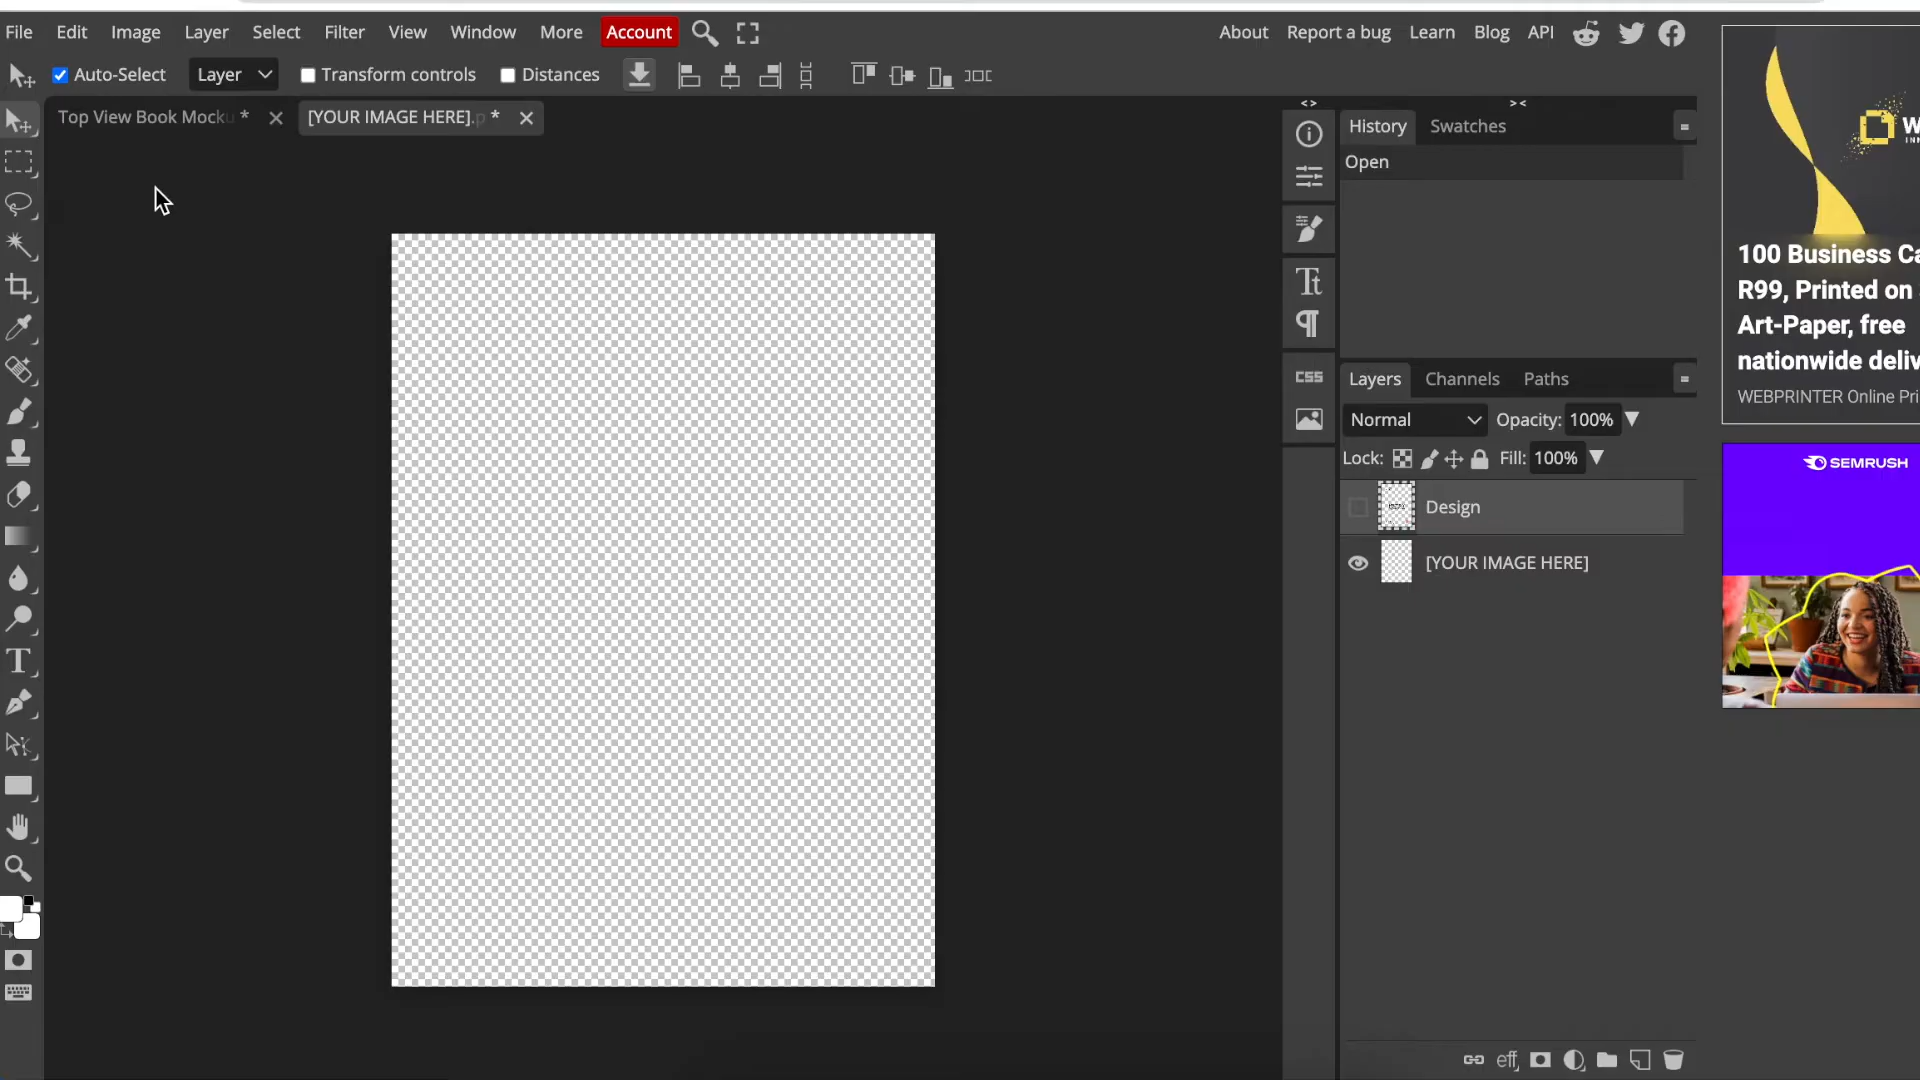 File Edit Image Layer Select Filter View Window More Account
About Report a bug Learn Blog API
Auto-Select Layer Transform controls Distances
Top View Book Mocku *
[YOUR IMAGE HERE].p *
History Swatches
Open
CSS
Layers Channels Paths
Normal Opacity: 100%
Lock: Fill: 100%
Design
[YOUR IMAGE HERE]
eff
100 Business Ca
R99, Printed on
Art-Paper, free
nationwide deliv
WEBPRINTER Online Pri
SEMRUSH